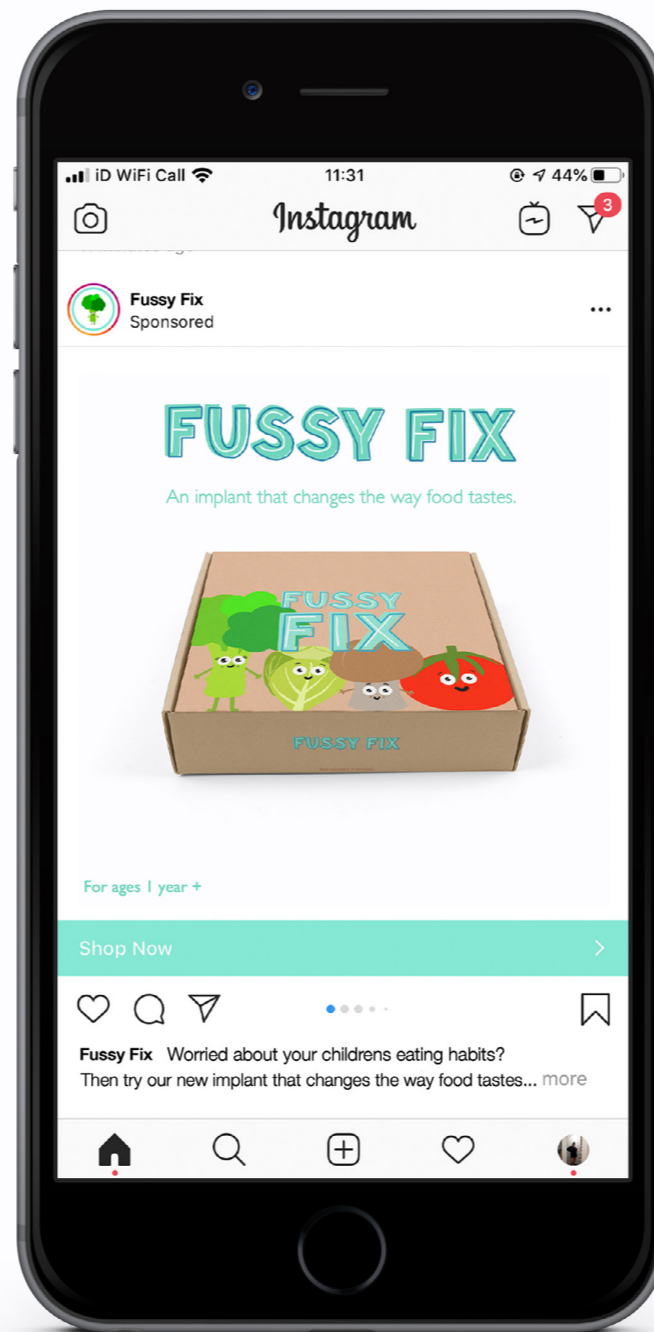 iD WiFi Call
11:31
44%
Instagram
3
Fussy Fix
Sponsored
FUSSY FIX
An implant that changes the way food tastes.
FUSSY
FIX
FUSSY FIX
For ages 1 year +
Shop Now
Fussy Fix Worried about your childrens eating habits?
Then try our new implant that changes the way food tastes... more